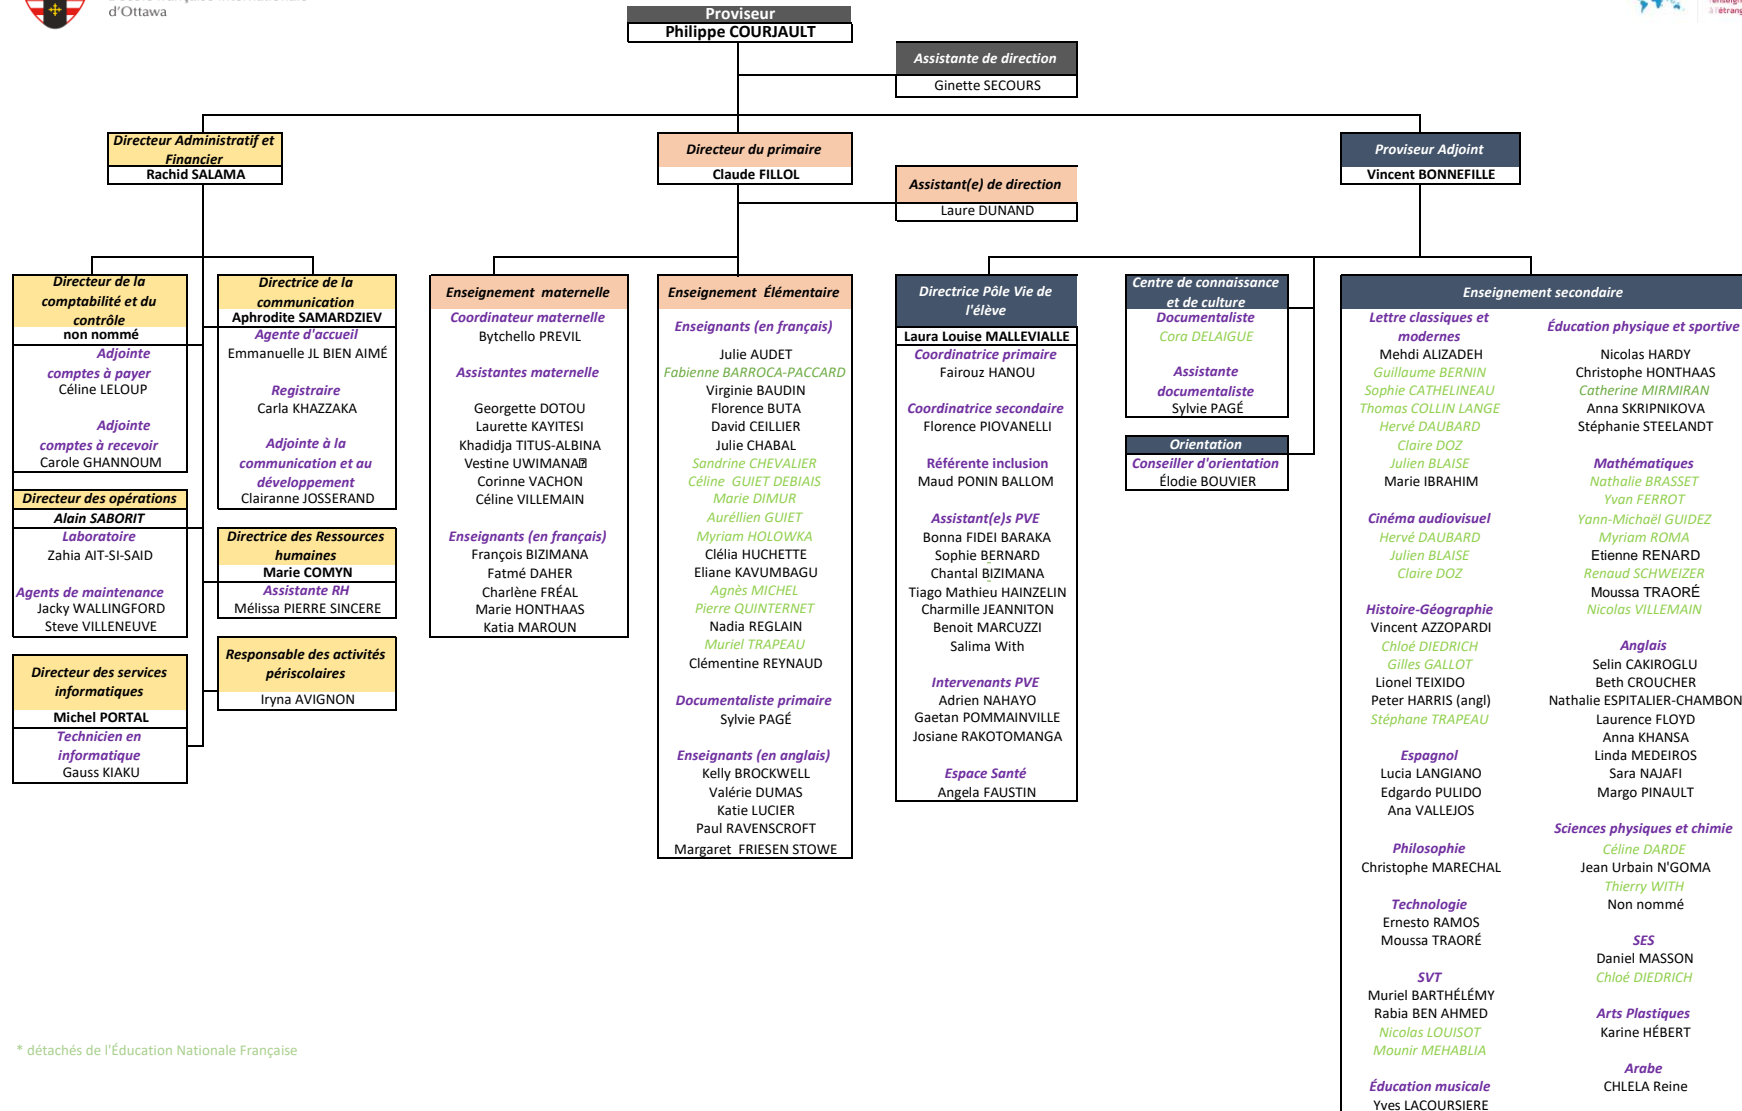 d'Ottawa
Proviseur
Philippe COURJAULT
Assistante de direction
Ginette SECOURS
Directeur Administratif et
Financier
Rachid SALAMA
Directeur du primaire
Claude FILLOL
Assistant(e) de direction
Laure DUNAND
Proviseur Adjoint
Vincent BONNEFILLE
Directeur de la
comptabilité et du
contrôle
non nommé
Adjointe
comptes à payer
Céline LELOUP
Adjointe
comptes à recevoir
Carole GHANNOUM
Directeur des opérations
Alain SABORIT
Laboratoire
Zahia AIT-SI-SAID
Agents de maintenance
Jacky WALLINGFORD
Steve VILLENEUVE
Directeur des services
informatiques
Michel PORTAL
Technicien en
informatique
Gauss KIAKU
Directrice de la
communication
Aphrodite SAMARDZIEV
Agente d'accueil
Emmanuelle JL BIEN AIMÉ
Registraire
Carla KHAZZAKA
Adjointe à la
communication et au
développement
Clairanne JOSSERAND
Directrice des Ressources
humaines
Marie COMYN
Assistante RH
Mélissa PIERRE SINCERE
Responsable des activités
périscolaires
Iryna AVIGNON
Enseignement maternelle
Coordinateur maternelle
Bytchello PREVIL
Assistantes maternelle
Georgette DOTOU
Laurette KAYITESI
Khadidja TITUS-ALBINA
Vestine UWIMANA
Corinne VACHON
Céline VILLEMAIN
Enseignants (en français)
François BIZIMANA
Fatmé DAHER
Charlène FRÉAL
Marie HONTHAAS
Katia MAROUN
Enseignement Élémentaire
Enseignants (en français)
Julie AUDET
Fabienne BARROCA-PACCARD
Virginie BAUDIN
Florence BUTA
David CEILLIER
Julie CHABAL
Sandrine CHEVALIER
Céline GUIET DEBIAIS
Marie DIMUR
Auréllien GUIET
Myriam HOLOWKA
Clélia HUCHETTE
Eliane KAVUMBAGU
Agnès MICHEL
Pierre QUINTERNET
Nadia REGLAIN
Muriel TRAPEAU
Clémentine REYNAUD
Documentaliste primaire
Sylvie PAGÉ
Enseignants (en anglais)
Kelly BROCKWELL
Valérie DUMAS
Katie LUCIER
Paul RAVENSCROFT
Margaret FRIESEN STOWE
Directrice Pôle Vie de
l'élève
Laura Louise MALLEVIALLE
Coordinatrice primaire
Fairouz HANOU
Coordinatrice secondaire
Florence PIOVANELLI
Référente inclusion
Maud PONIN BALLOM
Assistant(e)s PVE
Bonna FIDEI BARAKA
Sophie BERNARD
Chantal BIZIMANA
Tiago Mathieu HAINZELIN
Charmille JEANNITON
Benoit MARCUZZI
Salima With
Intervenants PVE
Adrien NAHAYO
Gaetan POMMAINVILLE
Josiane RAKOTOMANGA
Espace Santé
Angela FAUSTIN
Centre de connaissance
et de culture
Documentaliste
Cora DELAIGUE
Assistante
documentaliste
Sylvie PAGÉ
Orientation
Conseiller d'orientation
Élodie BOUVIER
Enseignement secondaire
Lettre classiques et
modernes
Mehdi ALIZADEH
Guillaume BERNIN
Sophie CATHELINEAU
Thomas COLLIN LANGE
Hervé DAUBARD
Claire DOZ
Julien BLAISE
Marie IBRAHIM
Cinéma audiovisuel
Hervé DAUBARD
Julien BLAISE
Claire DOZ
Histoire-Géographie
Vincent AZZOPARDI
Chloé DIEDRICH
Gilles GALLOT
Lionel TEIXIDO
Peter HARRIS (angl)
Stéphane TRAPEAU
Espagnol
Lucia LANGIANO
Edgardo PULIDO
Ana VALLEJOS
Philosophie
Christophe MARECHAL
Technologie
Ernesto RAMOS
Moussa TRAORÉ
SVT
Muriel BARTHÉLÉMY
Rabia BEN AHMED
Nicolas LOUISOT
Mounir MEHABLIA
Éducation musicale
Yves LACOURSIERE
Éducation physique et sportive
Nicolas HARDY
Christophe HONTHAAS
Catherine MIRMIRAN
Anna SKRIPNIKOVA
Stéphanie STEELANDT
Mathématiques
Nathalie BRASSET
Yvan FERROT
Yann-Michaël GUIDEZ
Myriam ROMA
Etienne RENARD
Renaud SCHWEIZER
Moussa TRAORÉ
Nicolas VILLEMAIN
Anglais
Selin CAKIROGLU
Beth CROUCHER
Nathalie ESPITALIER-CHAMBON
Laurence FLOYD
Anna KHANSA
Linda MEDEIROS
Sara NAJAFI
Margo PINAULT
Sciences physiques et chimie
Céline DARDE
Jean Urbain N'GOMA
Thierry WITH
Non nommé
SES
Daniel MASSON
Chloé DIEDRICH
Arts Plastiques
Karine HÉBERT
Arabe
CHLELA Reine
* détachés de l'Éducation Nationale Française